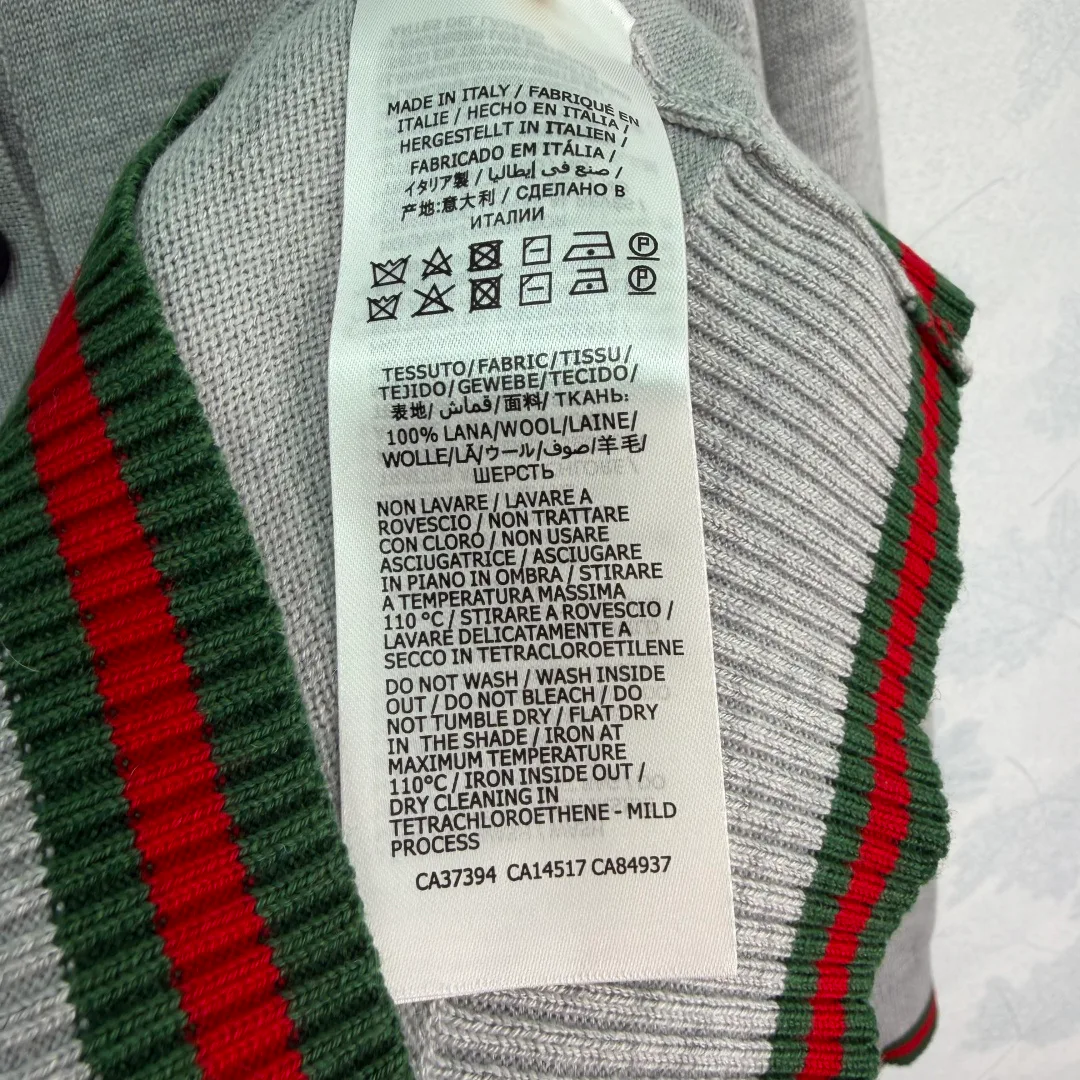 MADE IN ITALY / FABRIQUÉ EN
ITALIE / HECHO EN ITALIA /
HERGESTELLT IN ITALIEN /
FABRICADO EM ITÁLIA /
イタリア製 / صنع في إيطاليا /
产地:意大利 / СДЕЛАНО В
ИТАЛИИ
P
P
TESSUTO/FABRIC/TISSU/
TEJIDO/GEWEBE/TECIDO/
表地/ قماش /面料/ ТКАНЬ:
100% LANA/WOOL/LAINE/
WOLLE/LÃ/ウール/صوف/羊毛/
ШЕРСТЬ
NON LAVARE / LAVARE A
ROVESCIO / NON TRATTARE
CON CLORO / NON USARE
ASCIUGATRICE / ASCIUGARE
IN PIANO IN OMBRA / STIRARE
A TEMPERATURA MASSIMA
110 °C / STIRARE A ROVESCIO /
LAVARE DELICATAMENTE A
SECCO IN TETRACLOROETILENE
DO NOT WASH / WASH INSIDE
OUT / DO NOT BLEACH / DO
NOT TUMBLE DRY / FLAT DRY
IN THE SHADE / IRON AT
MAXIMUM TEMPERATURE
110°C / IRON INSIDE OUT /
DRY CLEANING IN
TETRACHLOROETHENE - MILD
PROCESS
CA37394 CA14517 CA84937